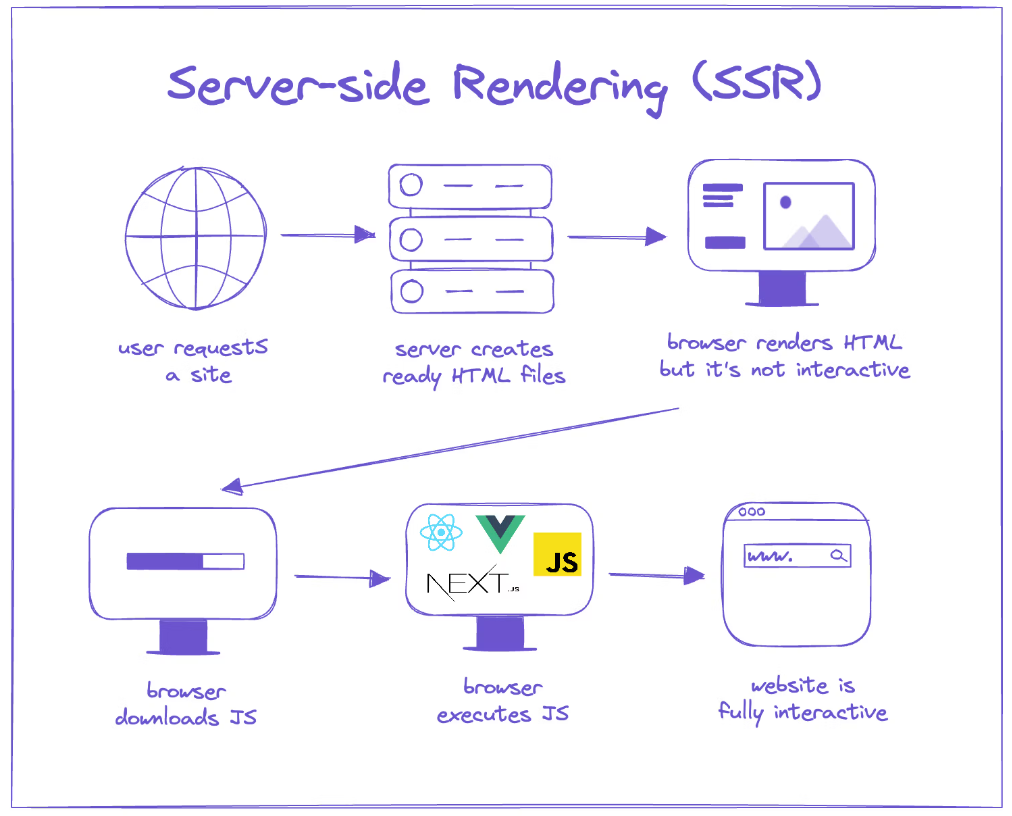 Server-side Rendering (SSR)
user requests
a site
server creates
ready HTML files
browser renders HTML
but it's not interactive
browser
downloads JS
NEXT.JS
JS
browser
executes JS
www.
website is
fully interactive